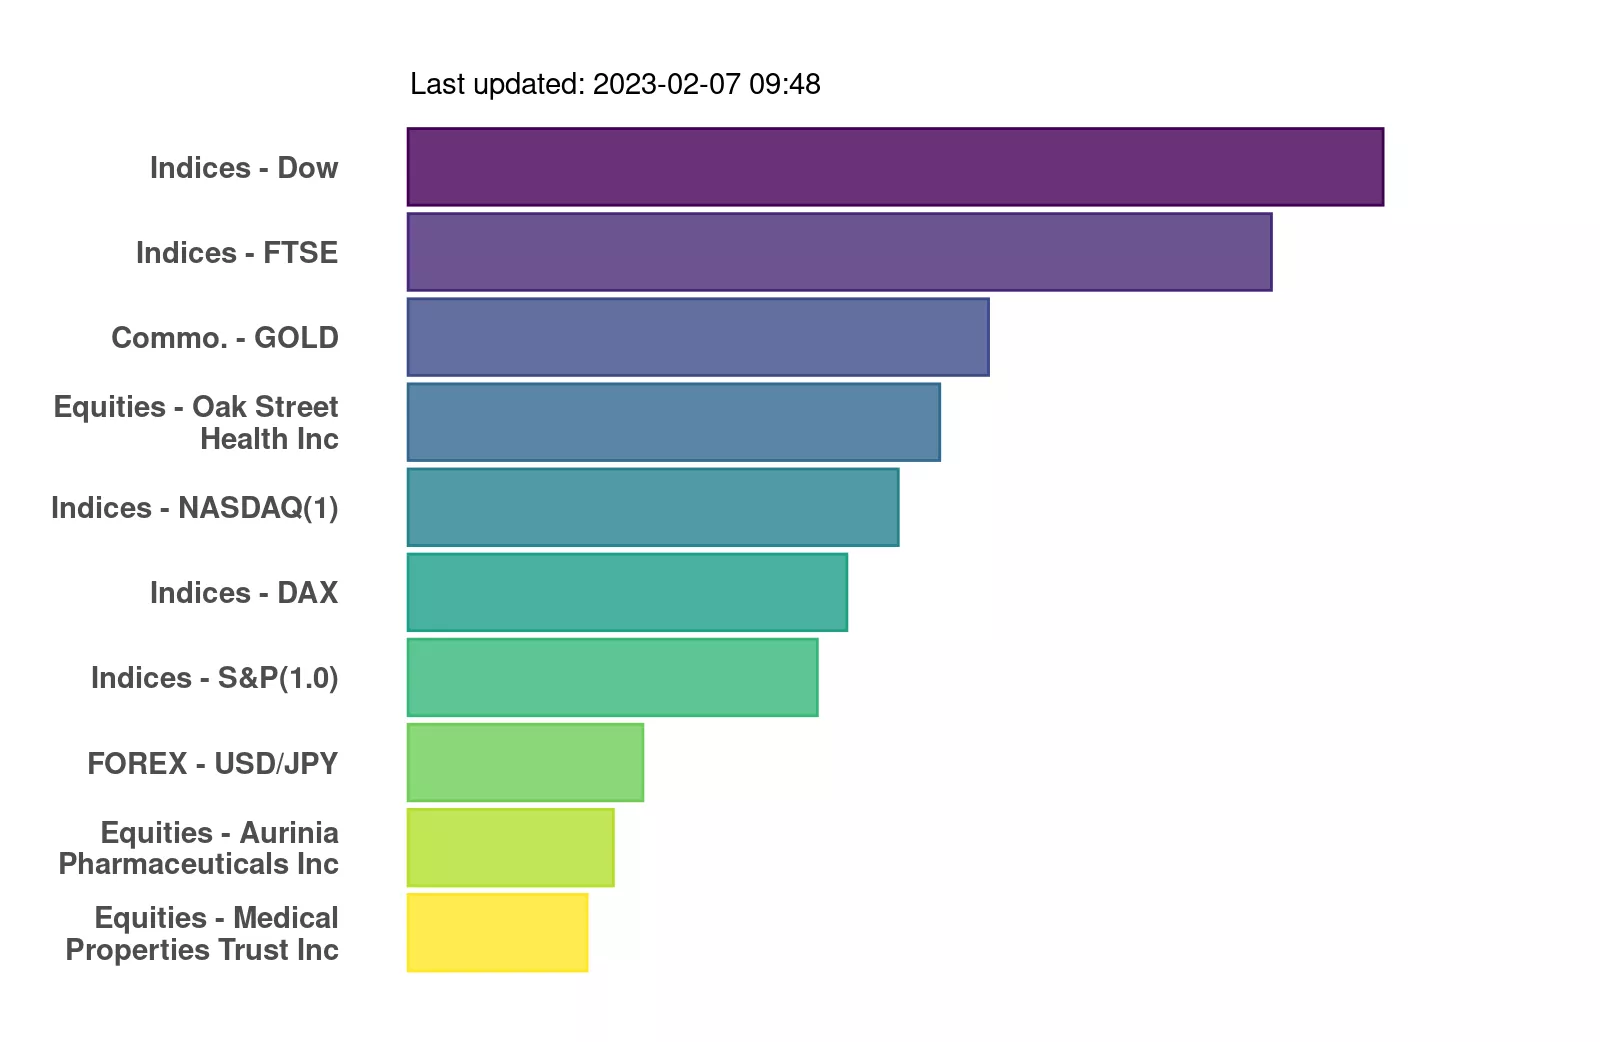 Last updated: 2023-02-07 09:48
Indices - Dow
Indices - FTSE
Commo. - GOLD
Equities - Oak Street
Health Inc
Indices - NASDAQ(1)
Indices - DAX
Indices - S&P(1.0)
FOREX - USD/JPY
Equities - Aurinia
Pharmaceuticals Inc
Equities - Medical
Properties Trust Inc